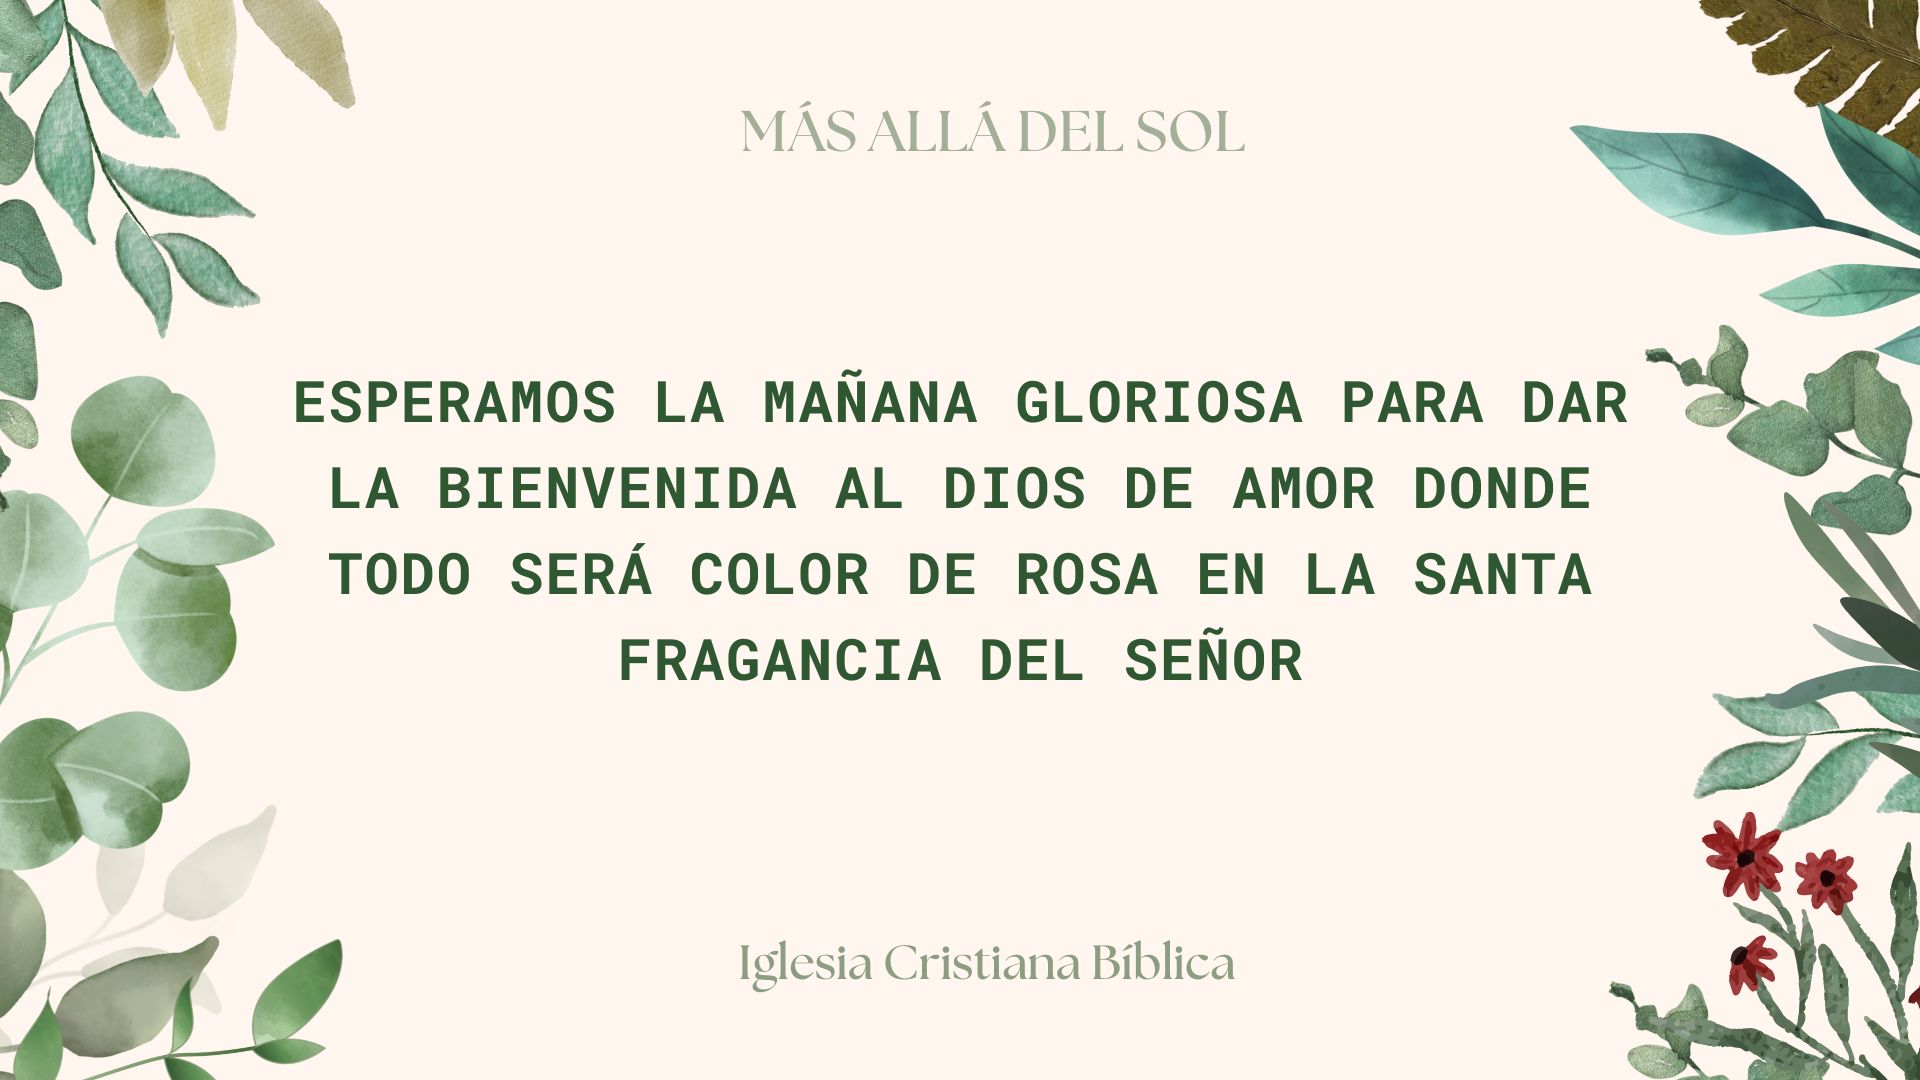 MÁS ALLÁ DEL SOL
ESPERAMOS LA MAÑANA GLORIOSA PARA DAR
LA BIENVENIDA AL DIOS DE AMOR DONDE
TODO SERÁ COLOR DE ROSA EN LA SANTA
FRAGANCIA DEL SEÑOR
Iglesia Cristiana Bíblica